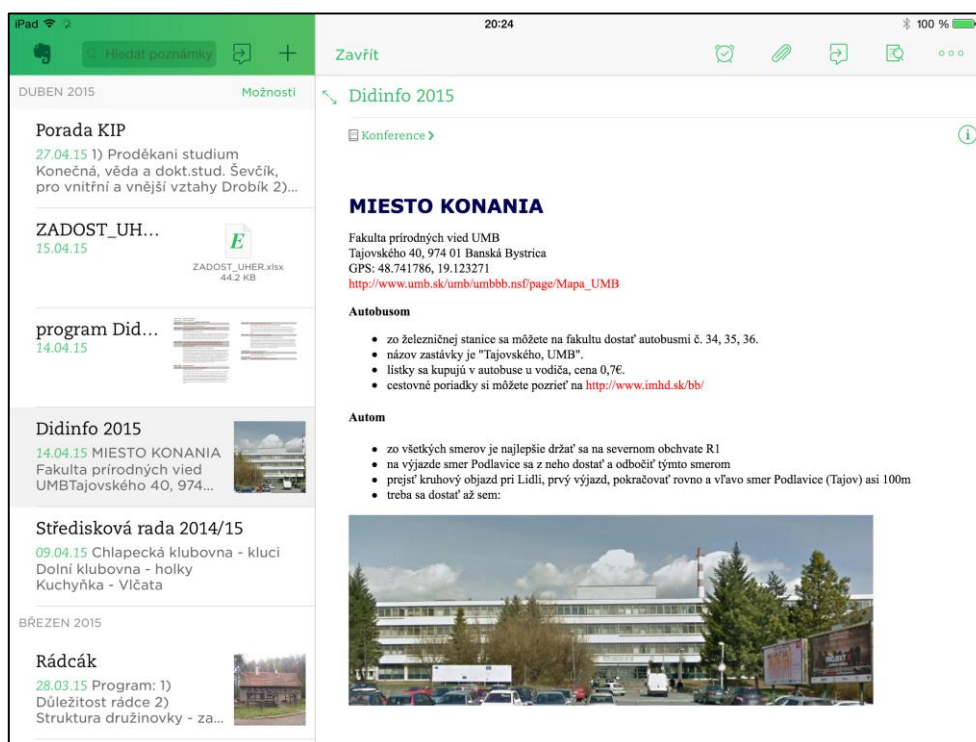 iPad
20:24
100 %
Hledat poznámky
Zavřít
DUBEN 2015
Možnosti
Porada KIP
27.04.15 1) Proděkani studium
Konečná, věda a dokt.stud. Ševčík,
pro vnitřní a vnější vztahy Drobík 2)...
ZADOST_UH...
15.04.15
E
ZADOST_UHER.xlsx
44.2 KB
program Did...
14.04.15
Didinfo 2015
14.04.15 MIESTO KONANIA
Fakulta prírodných vied
UMBTajovského 40, 974...
Středisková rada 2014/15
09.04.15 Chlapecká klubovna - kluci
Dolní klubovna - holky
Kuchyňka - Vlčata
BŘEZEN 2015
Rádcák
28.03.15 Program: 1)
Důležitost rádce 2)
Struktura družinovky - za...
Didinfo 2015
Konference >
MIESTO KONANIA
Fakulta prírodných vied UMB
Tajovského 40, 974 01 Banská Bystrica
GPS: 48.741786, 19.123271
http://www.umb.sk/umb/umbbb.nsf/page/Mapa_UMB
Autobusom
• zo železničnej stanice sa môžete na fakultu dostať autobusmi č. 34, 35, 36.
• názov zastávky je "Tajovského, UMB".
• lístky sa kupujú v autobuse u vodiča, cena 0,7€.
• cestovné poriadky si môžete pozrieť na http://www.imhd.sk/bb/
Autom
• zo všetkých smerov je najlepšie držať sa na severnom obchvate R1
• na výjazde smer Podlavice sa z neho dostať a odbočiť týmto smerom
• prejsť kruhový objazd pri Lidli, prvý výjazd, pokračovať rovno a vľavo smer Podlavice (Tajov) asi 100m
• treba sa dostať až sem: